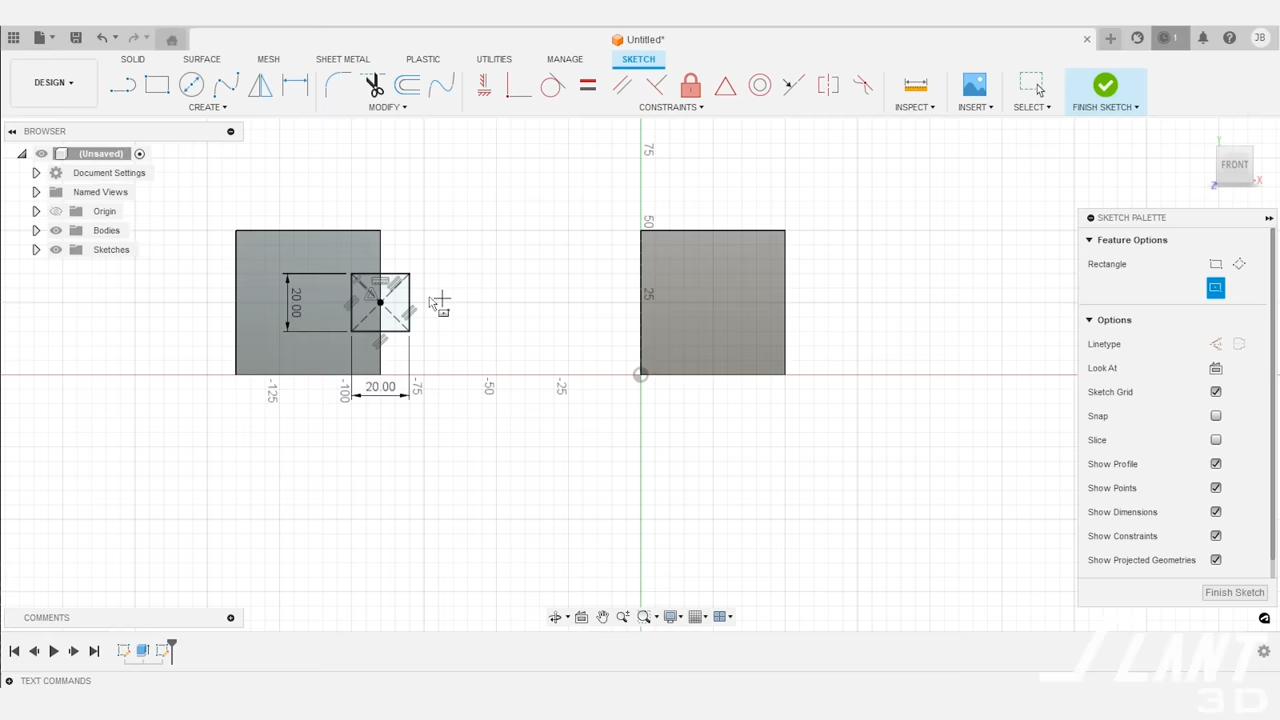 Untitled*
1
JB
DESIGN
SOLID
SURFACE
MESH
SHEET METAL
PLASTIC
UTILITIES
MANAGE
SKETCH
CREATE
MODIFY
CONSTRAINTS
INSPECT
INSERT
SELECT
FINISH SKETCH
BROWSER
(Unsaved)
Document Settings
Named Views
Origin
Bodies
Sketches
75
50
25
-125
-100
-75
-50
-25
20.00
20.00
Y
FRONT
X
Z
SKETCH PALETTE
Feature Options
Rectangle
Options
Linetype
Look At
Sketch Grid
Snap
Slice
Show Profile
Show Points
Show Dimensions
Show Constraints
Show Projected Geometries
Finish Sketch
COMMENTS
TEXT COMMANDS
SLANT
3D